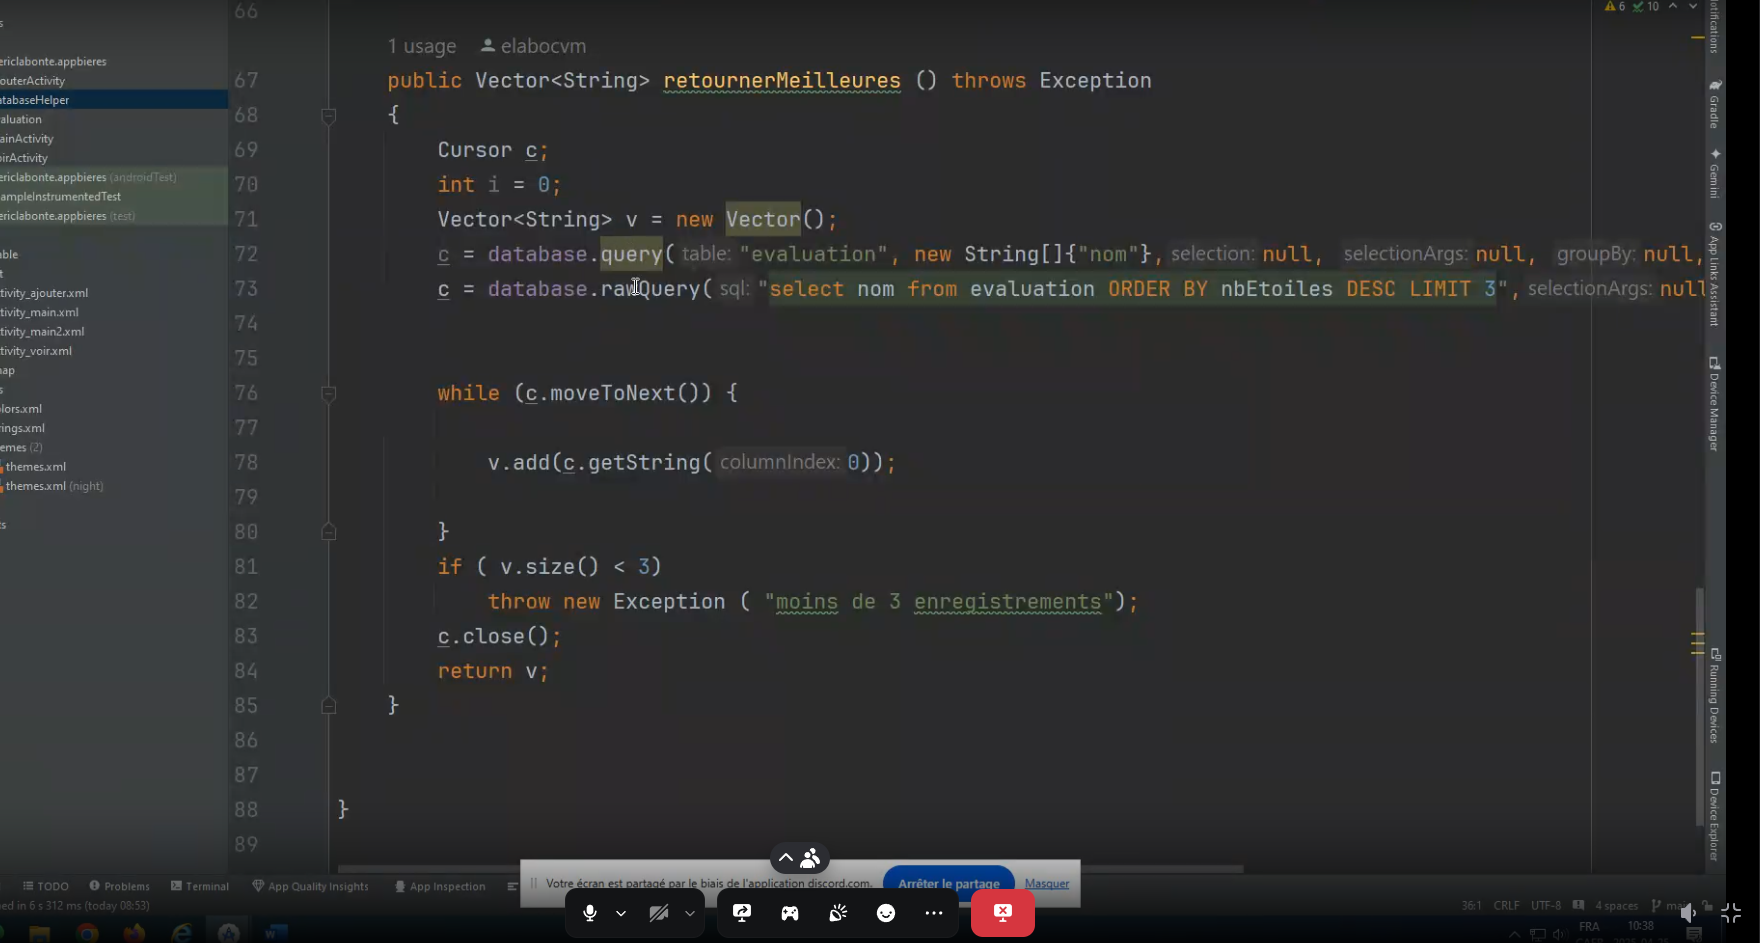 66
6 10
s
1 usage elabocvm
ericlabonte.appbieres
67 public Vector<String> retournerMeilleures () throws Exception
outerActivity
atabaseHelper
68 {
aluation
ainActivity
69 Cursor c;
oirActivity
ericlabonte.appbieres (androidTest)
70 int i = 0;
ampleInstrumentedTest
ericlabonte.appbieres (test)
71 Vector<String> v = new Vector();
72 c = database.query( table: "evaluation", new String[]{"nom"}, selection: null, selectionArgs: null, groupBy: null,
able
t
73 c = database.rawQuery( sql: "select nom from evaluation ORDER BY nbEtoiles DESC LIMIT 3", selectionArgs: null
tivity_ajouter.xml
tivity_main.xml
74
tivity_main2.xml
tivity_voir.xml
75
ap
s
76 while (c.moveToNext()) {
lors.xml
77
rings.xml
emes (2)
78 v.add(c.getString( columnIndex: 0));
themes.xml
themes.xml (night)
79
ts
80 }
81 if ( v.size() < 3)
82 throw new Exception ( "moins de 3 enregistrements");
83 c.close();
84 return v;
85 }
86
87
88 }
89
Notifications
Gradle
Gemini
App Links Assistant
Device Manager
Running Devices
Device Explorer
Votre écran est partagé par le biais de l'application discord.com.
Arrêter le partage
Masquer
TODO Problems Terminal App Quality Insights App Inspection
ed in 6 s 312 ms (today 08:53)
36:1 CRLF UTF-8 4 spaces
FRA
10:38